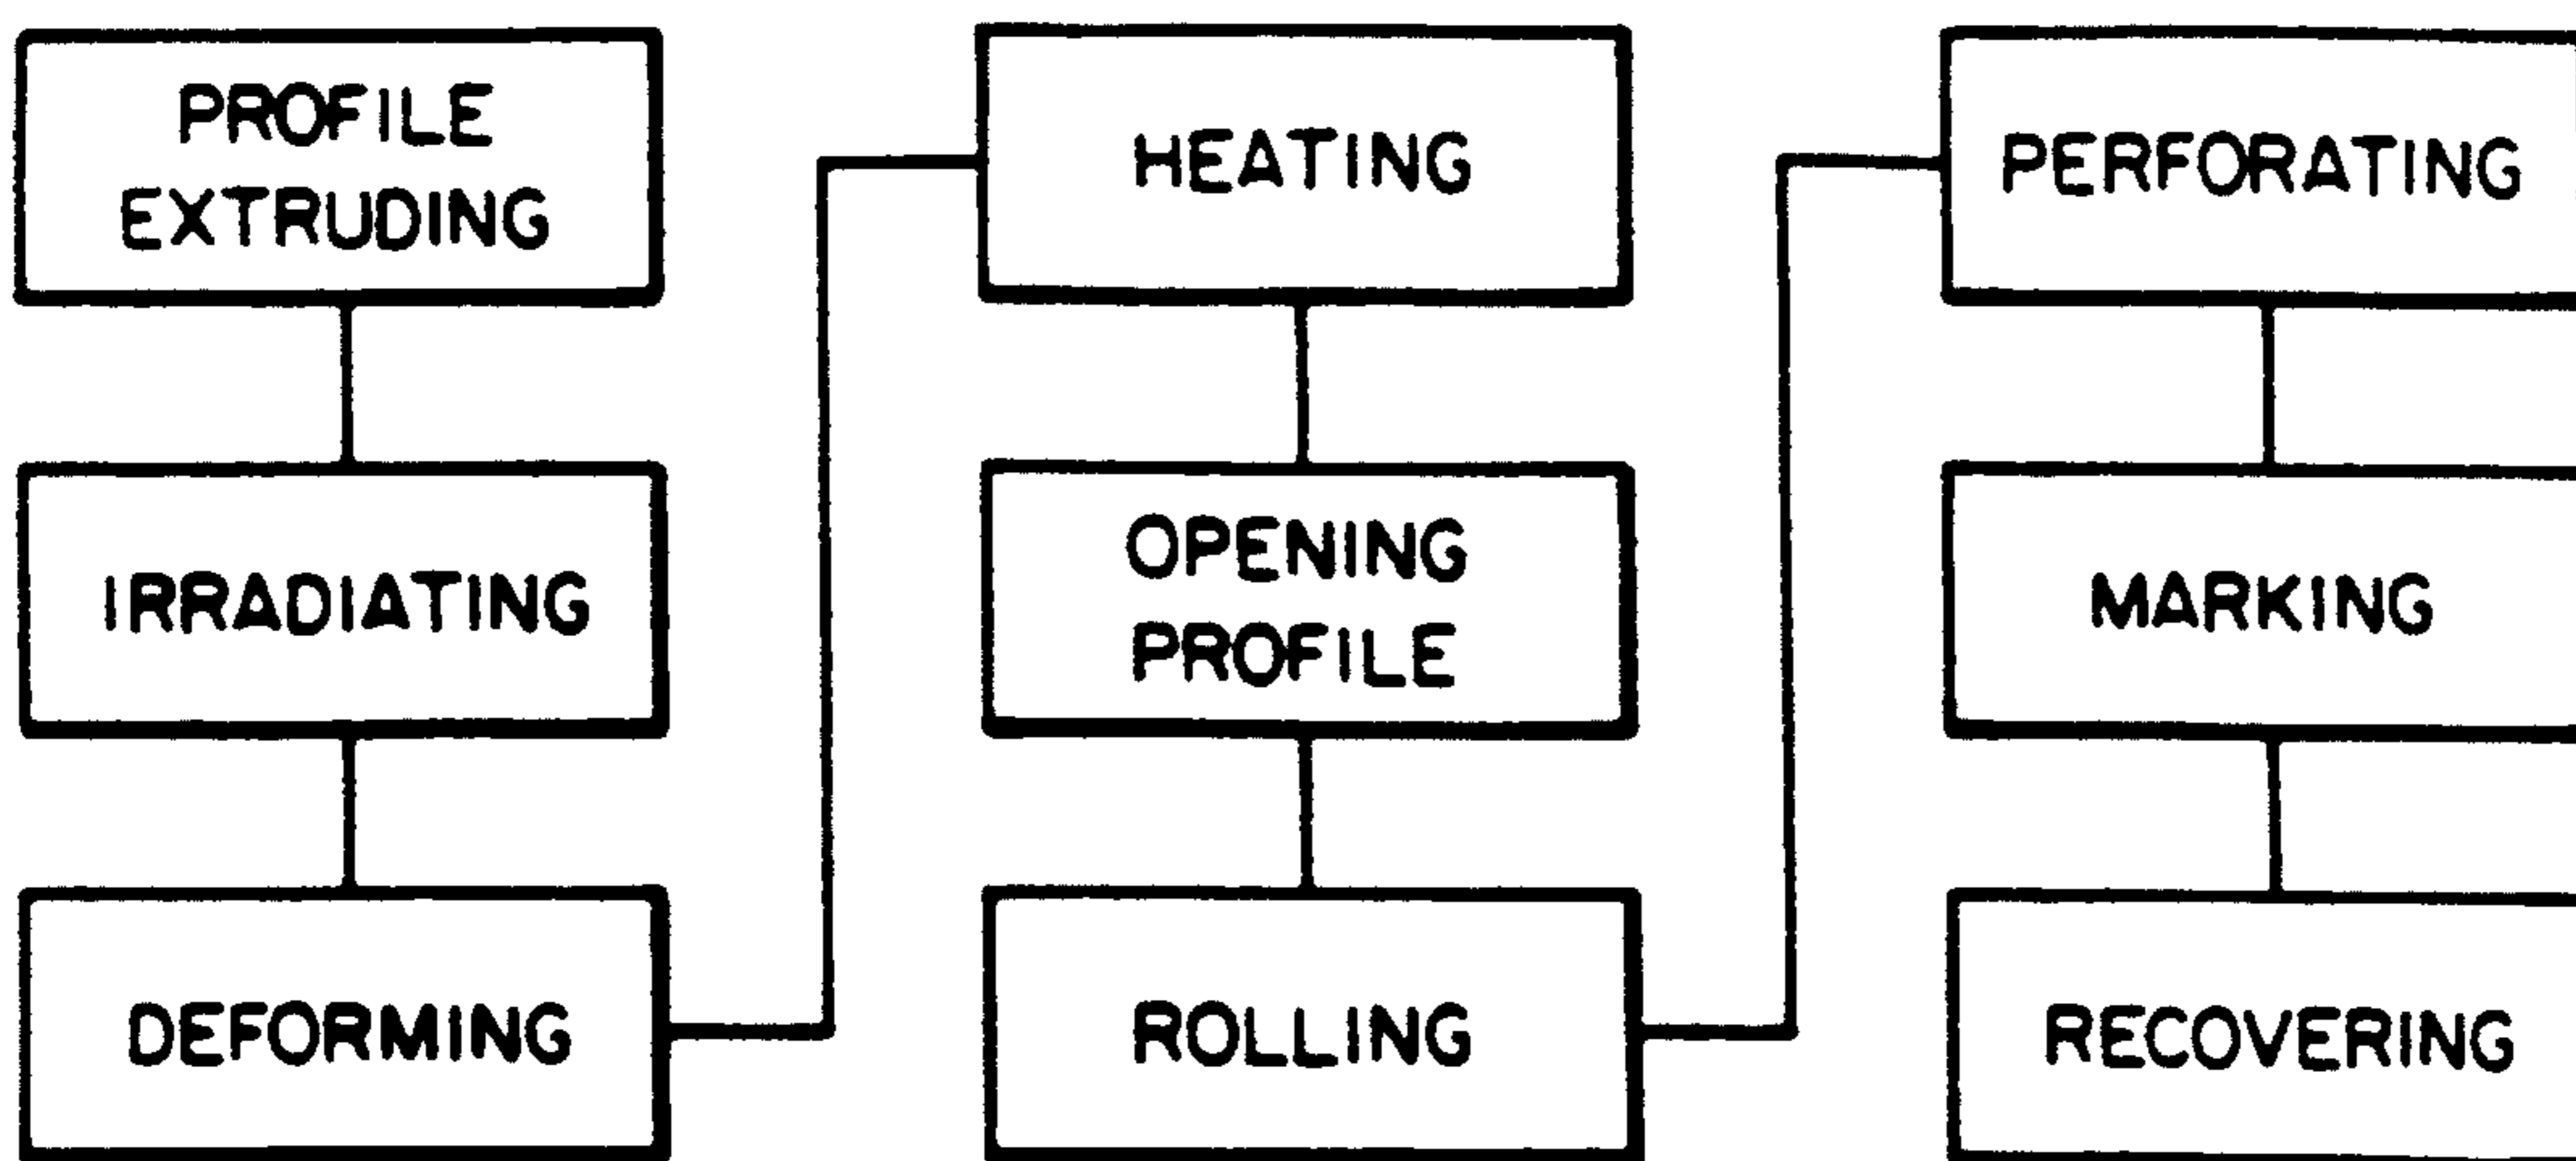 PROFILE
EXTRUDING
IRRADIATING
DEFORMING
HEATING
OPENING
PROFILE
ROLLING
PERFORATING
MARKING
RECOVERING